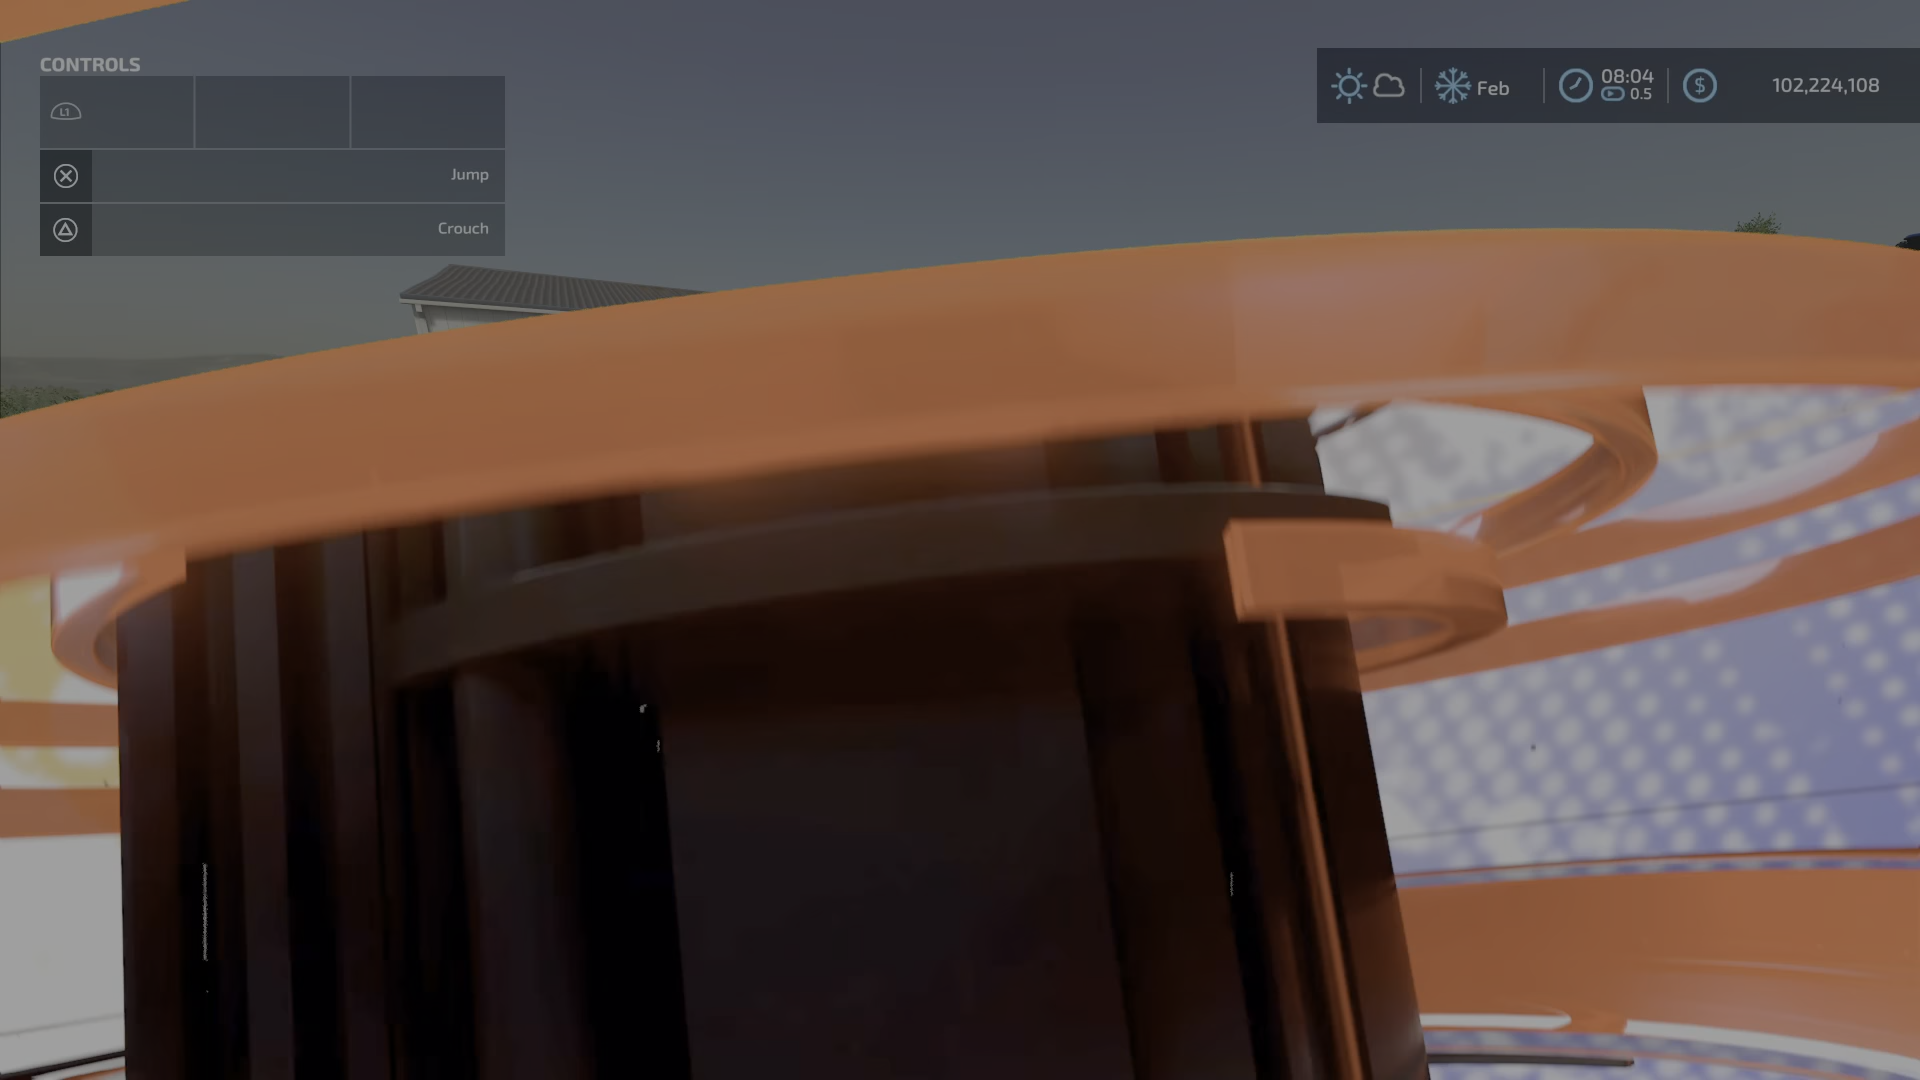 CONTROLS
L1
Jump
Crouch
Feb
08:04
0.5
$
102,224,108